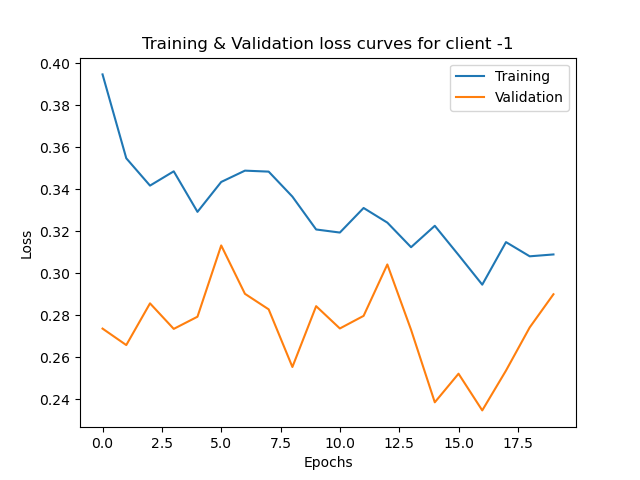 Training & Validation loss curves for client -1
Training
Validation
Loss
0.40
0.38
0.36
0.34
0.32
0.30
0.28
0.26
0.24
0.0 2.5 5.0 7.5 10.0 12.5 15.0 17.5
Epochs